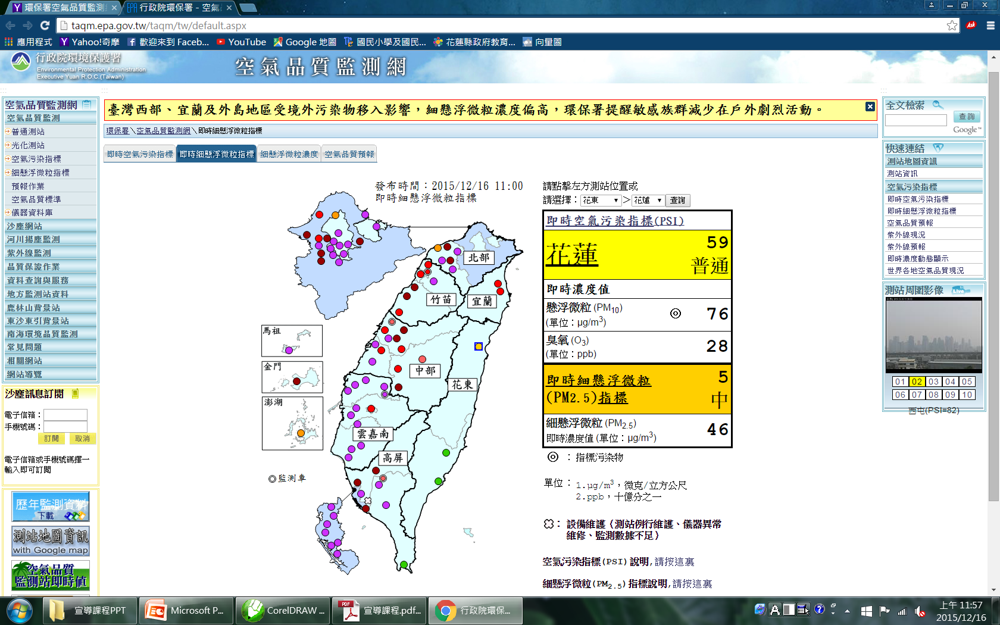 環保署空氣品質監測
行政院環保署 - 空氣
taqm.epa.gov.tw/taqm/tw/default.aspx
應用程式
Yahoo!奇摩
歡迎來到 Faceb...
YouTube
Google 地圖
國民小學及國民...
花蓮縣政府教育...
向量圖
行政院環境保護署
Environmental Protection Administration
Executive Yuan R.O.C.(Taiwan)
空氣品質監測網
空氣品質監測網
空氣品質監測
普通測站
光化測站
空氣污染指標
細懸浮微粒指標
預報作業
空氣品質標準
儀器資料庫
沙塵網站
河川揚塵監測
紫外線監測
品質保證作業
資料查詢與服務
地方監測站資料
鹿林山背景站
東沙東引背景站
南海環境品質監測
常見問題
相關網站
網站導覽
沙塵訊息訂閱
電子信箱：
手機號碼：
訂閱 取消
電子信箱或手機號碼擇一
輸入即可訂閱
歷年監測資料
下載
測站地圖資訊
with Google map
空氣品質
監測站即時值
臺灣西部、宜蘭及外島地區受境外污染物移入影響，細懸浮微粒濃度偏高，環保署提醒敏感族群減少在戶外劇烈活動。
環保署\空氣品質監測網\即時細懸浮微粒指標
即時空氣污染指標 即時細懸浮微粒指標 細懸浮微粒濃度 空氣品質預報
發布時間：2015/12/16 11:00
即時細懸浮微粒指標
北部
竹苗
宜蘭
中部
花東
雲嘉南
高屏
馬祖
金門
澎湖
◎監測車
請點擊左方測站位置或
請選擇：花東 > 花蓮 查詢
即時空氣污染指標(PSI)
花蓮 59
普通
即時濃度值
懸浮微粒 (PM10) ◎ 76
(單位：μg/m3)
臭氧 (O3) 28
(單位：ppb)
即時細懸浮微粒 5
(PM2.5)指標 中
細懸浮微粒 (PM2.5) 46
即時濃度值 (單位：μg/m3)
◎ ：指標污染物
單位：1.μg/m3，微克/立方公尺
2.ppb，十億分之一
：設備維護（測站例行維護、儀器異常
維修、監測數據不足）
空氣污染指標(PSI)說明,請按這裏
細懸浮微粒(PM2.5)指標說明,請按這裏
全文檢索
查詢
Google™
快速連結
測站地圖資訊
測站資訊
空氣污染指標
即時空氣污染指標
即時細懸浮微粒指標
空氣品質預報
紫外線現況
紫外線預報
即時濃度動態顯示
世界各地空氣品質現況
測站周圍影像 Live
01 02 03 04 05
06 07 08 09 10
西屯(PSI=82)
宣導課程PPT
Microsoft P...
CorelDRAW ...
宣導課程.pdf...
行政院環保...
上午 11:57
2015/12/16